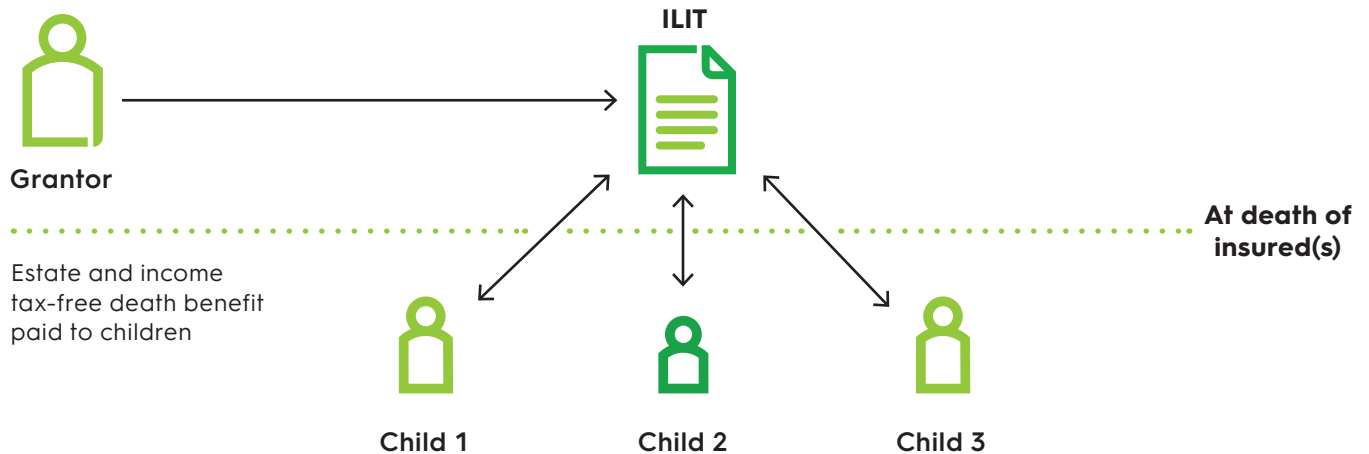 ILIT
Grantor
At death of
insured(s)
Estate and income
tax-free death benefit
paid to children
Child 1
Child 2
Child 3